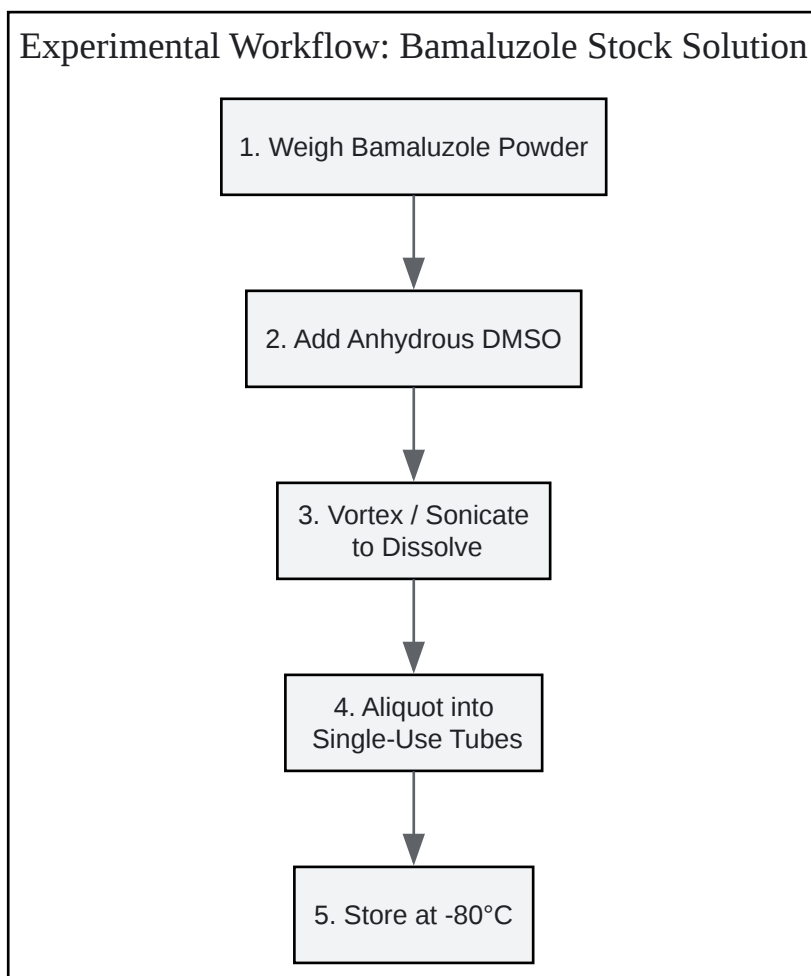 Experimental Workflow: Bamaluzole Stock Solution
1. Weigh Bamaluzole Powder
2. Add Anhydrous DMSO
3. Vortex / Sonicate
to Dissolve
4. Aliquot into
Single-Use Tubes
5. Store at -80°C